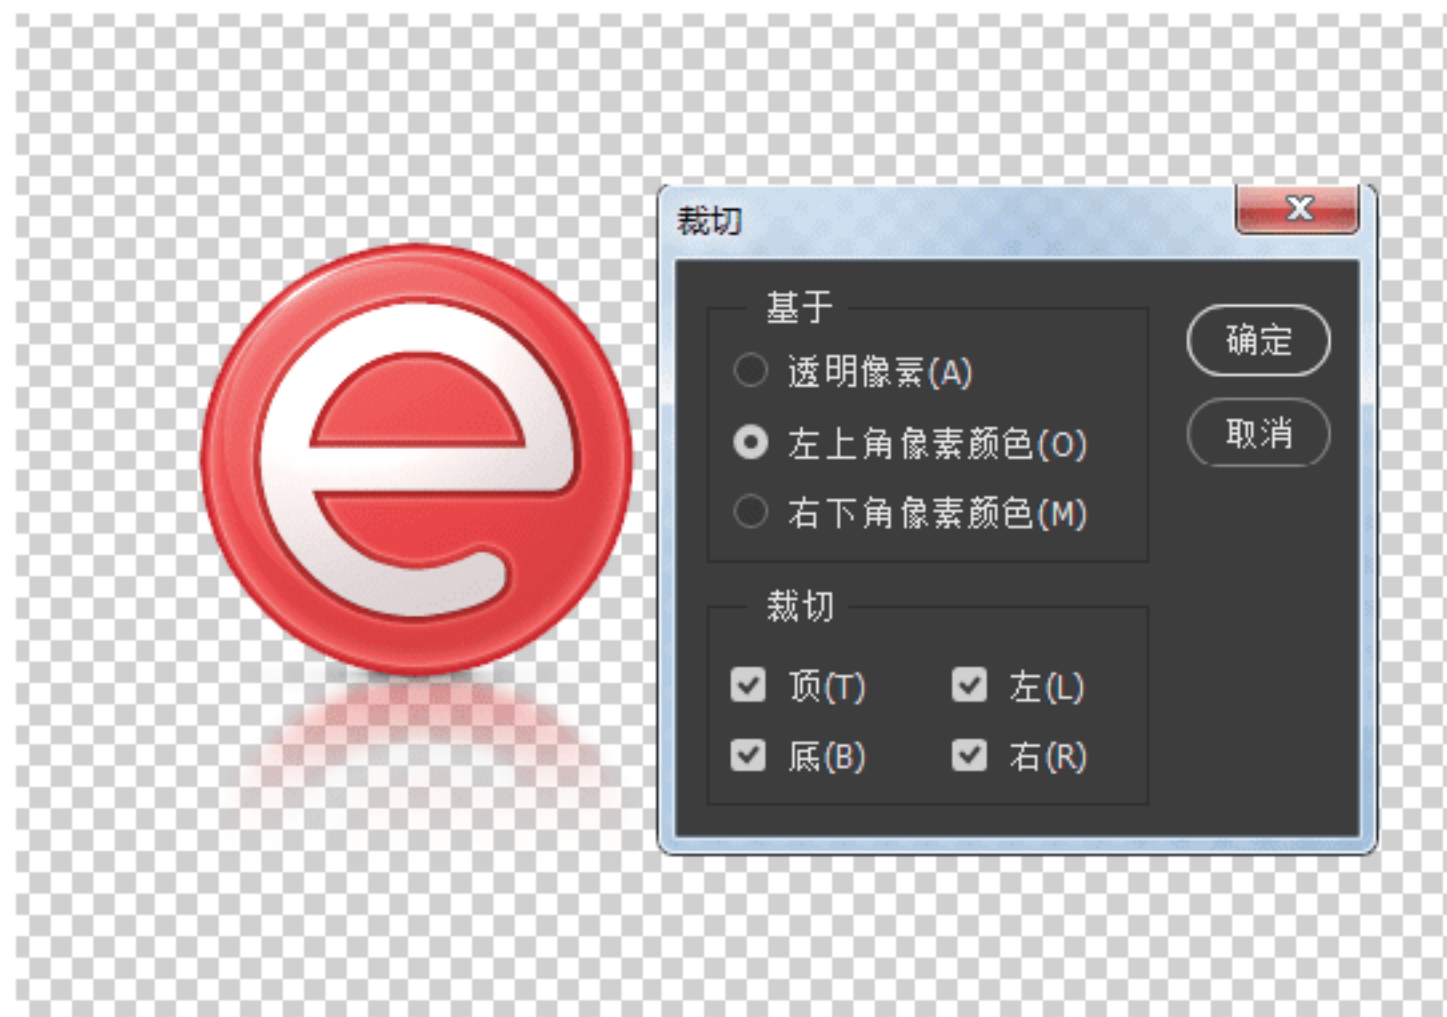 裁切
基于
透明像素(A)
左上角像素颜色(O)
右下角像素颜色(M)
确定
取消
裁切
顶(T) 左(L)
底(B) 右(R)
e